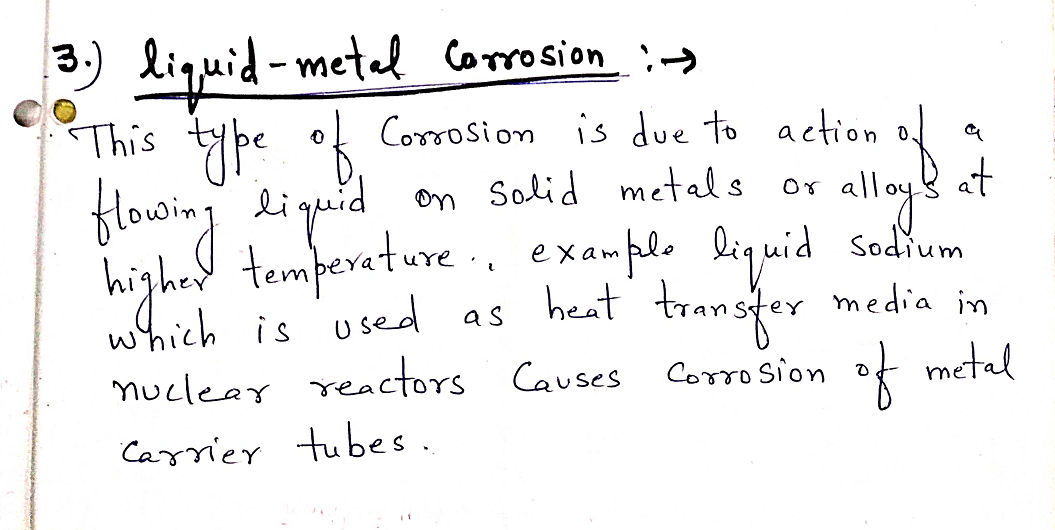 3.) liquid-metal Corrosion :→
This type of Corrosion is due to action of a
flowing liquid on solid metals or alloys at
higher temperature., example liquid sodium
which is used as heat transfer media in
nuclear reactors Causes Corrosion of metal
Carrier tubes.